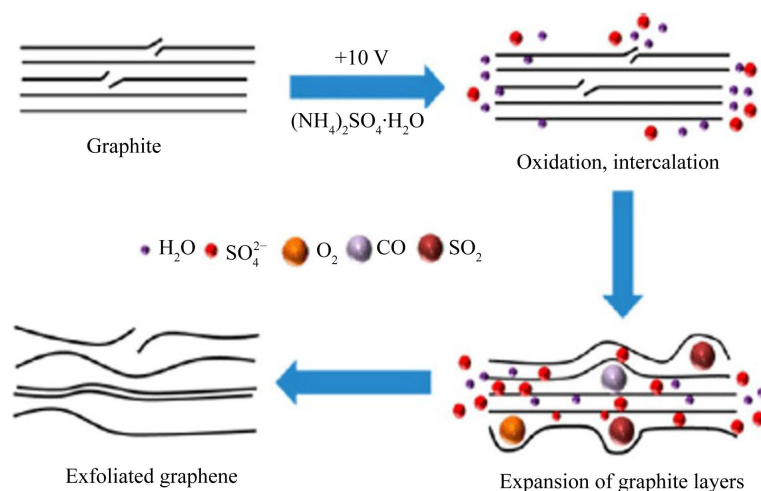 +10 V
(NH₄)₂SO₄·H₂O
Graphite
Oxidation, intercalation
H₂O SO₄²⁻ O₂ CO SO₂
Exfoliated graphene
Expansion of graphite layers